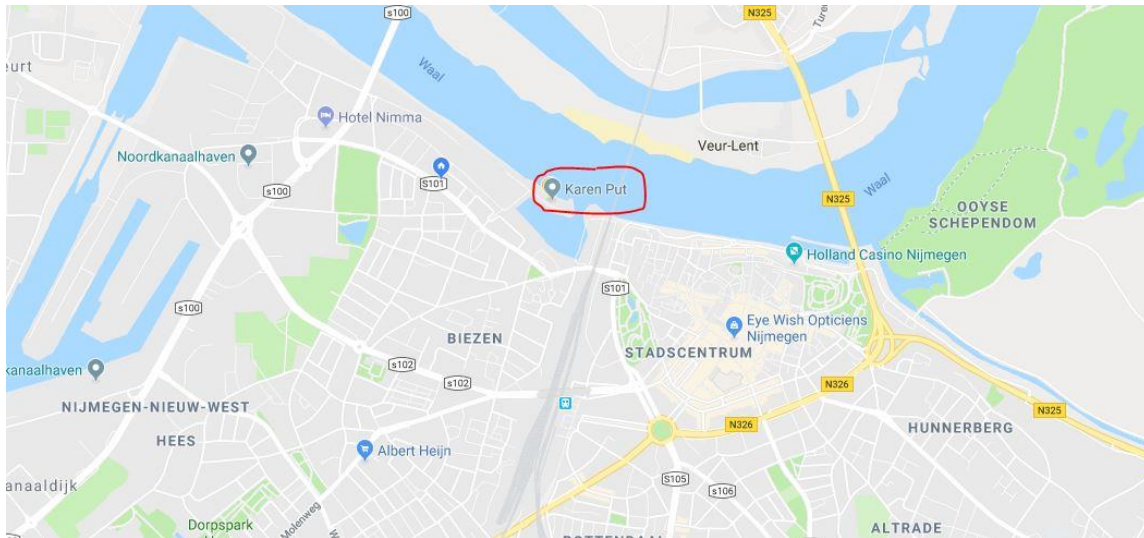 s100
N325
Ture
eurt
Waal
Hotel Nimma
Noordkanaalhaven
Veur-Lent
S101
s100
Karen Put
N325
Waal
OOYSE
SCHEPENDOM
Holland Casino Nijmegen
s100
S101
BIEZEN
Eye Wish Opticiens
Nijmegen
STADSCENTRUM
s102
s102
kanaalhaven
N326
NIJMEGEN-NIEUW-WEST
N325
N326
HEES
HUNNERBERG
Albert Heijn
anaaldijk
S105
s106
Molenweg
Dorpspark
ALTRADE